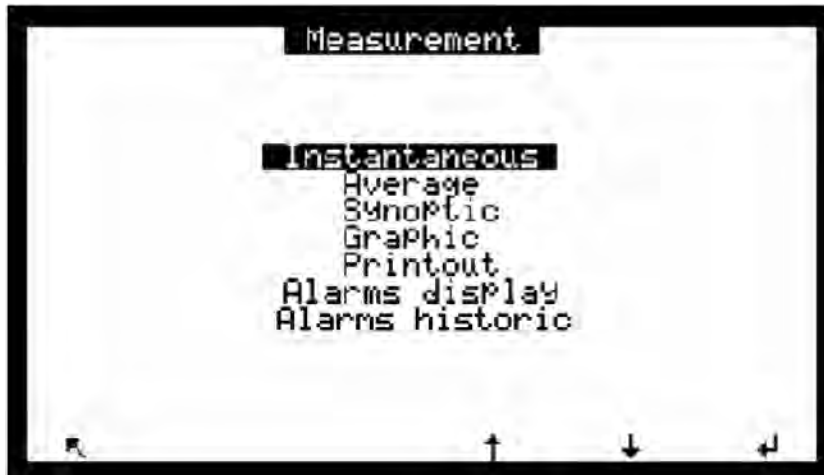 Measurement
Instantaneous
Average
Synoptic
Graphic
Printout
Alarms display
Alarms historic